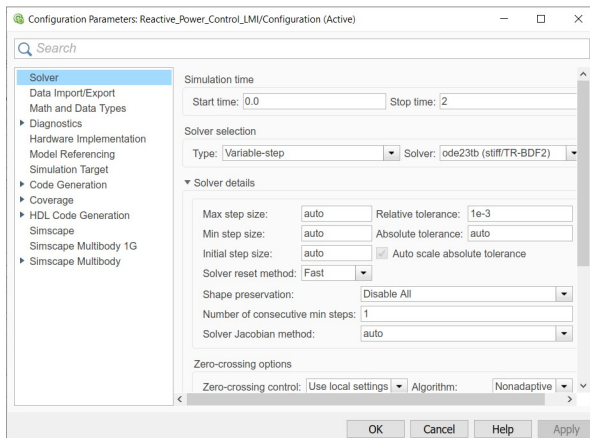 Configuration Parameters: Reactive_Power_Control_LMI/Configuration (Active)
Search
Solver
Data Import/Export
Math and Data Types
Diagnostics
Hardware Implementation
Model Referencing
Simulation Target
Code Generation
Coverage
HDL Code Generation
Simscape
Simscape Multibody 1G
Simscape Multibody
Simulation time
Start time: 0.0 Stop time: 2
Solver selection
Type: Variable-step Solver: ode23tb (stiff/TR-BDF2)
Solver details
Max step size: auto Relative tolerance: 1e-3
Min step size: auto Absolute tolerance: auto
Initial step size: auto Auto scale absolute tolerance
Solver reset method: Fast
Shape preservation: Disable All
Number of consecutive min steps: 1
Solver Jacobian method: auto
Zero-crossing options
Zero-crossing control: Use local settings Algorithm: Nonadaptive
OK Cancel Help Apply